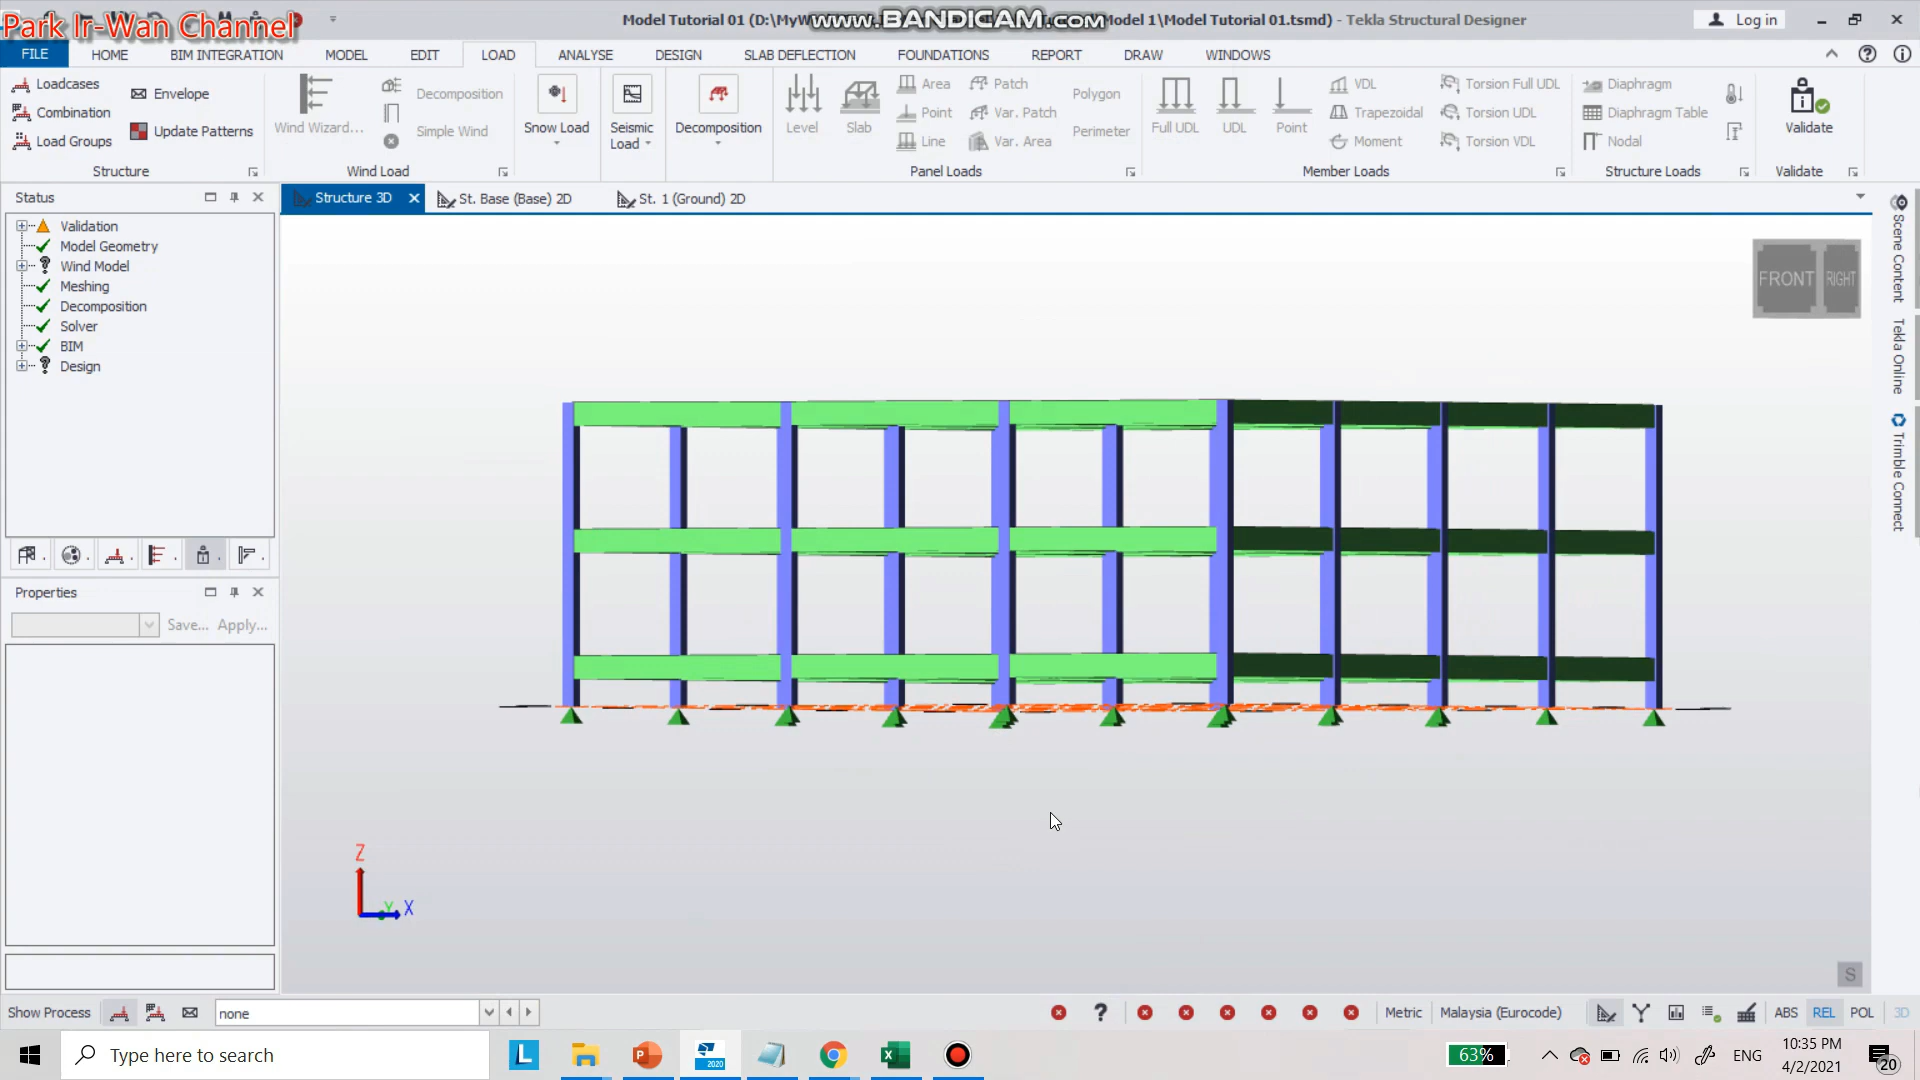 Park Ir-Wan Channel
Model Tutorial 01 (D:\MyW
www.BANDICAM.com
Model 1\Model Tutorial 01.tsmd) - Tekla Structural Designer
Log in
FILE
HOME
BIM INTEGRATION
MODEL
EDIT
LOAD
ANALYSE
DESIGN
SLAB DEFLECTION
FOUNDATIONS
REPORT
DRAW
WINDOWS
Loadcases
Combination
Load Groups
Envelope
Update Patterns
Structure
Wind Wizard...
Decomposition
Simple Wind
Wind Load
Snow Load
Seismic
Load
Decomposition
Level
Slab
Area
Point
Line
Patch
Var. Patch
Var. Area
Polygon
Perimeter
Panel Loads
Full UDL
UDL
Point
VDL
Trapezoidal
Moment
Torsion Full UDL
Torsion UDL
Torsion VDL
Member Loads
Diaphragm
Diaphragm Table
Nodal
Structure Loads
Validate
Validate
Status
Validation
Model Geometry
Wind Model
Meshing
Decomposition
Solver
BIM
Design
Properties
Save...
Apply...
Structure 3D
St. Base (Base) 2D
St. 1 (Ground) 2D
FRONT
RIGHT
Scene Content
Tekla Online
Trimble Connect
Z
Y
X
S
Show Process
none
Metric
Malaysia (Eurocode)
ABS
REL
POL
3D
Type here to search
L
2020
63%
ENG
10:35 PM
4/2/2021
20